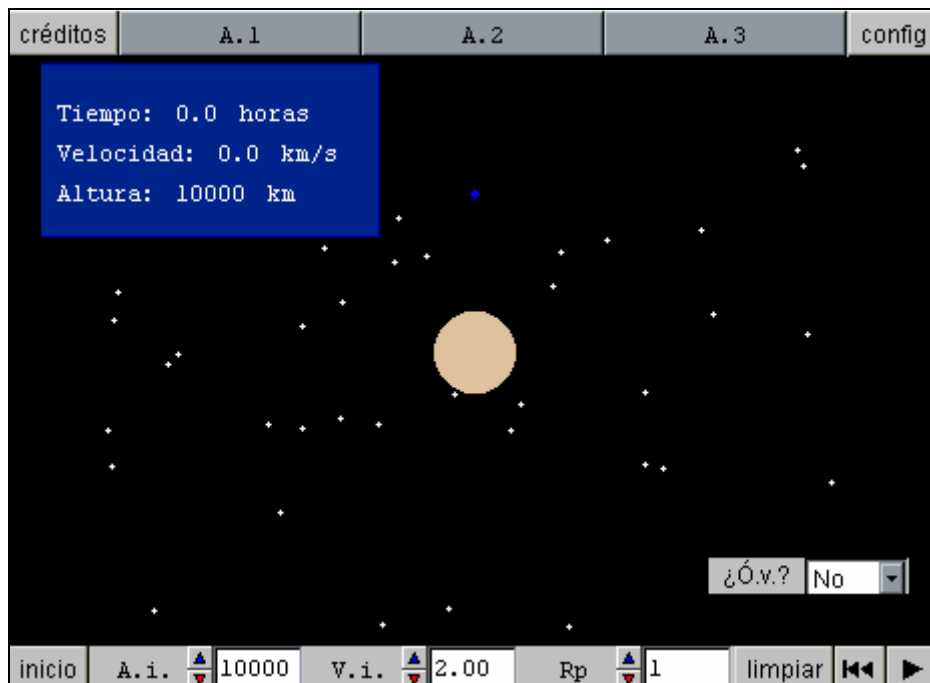 créditos A.1 A.2 A.3 config
Tiempo: 0.0 horas
Velocidad: 0.0 km/s
Altura: 10000 km
¿Ó.v.? No
inicio A.i. 10000 V.i. 2.00 Rp 1 limpiar